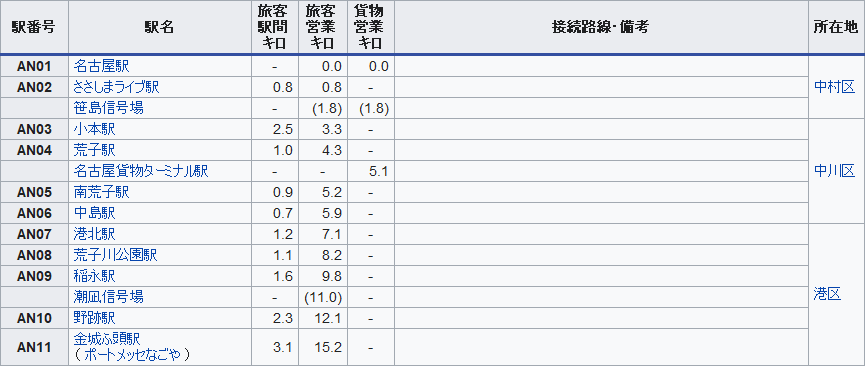 駅番号 駅名 旅客駅間キロ 旅客営業キロ 貨物営業キロ 接続路線・備考 所在地
AN01 名古屋駅 - 0.0 0.0 中村区
AN02 ささしまライブ駅 0.8 0.8 -
笹島信号場 - (1.8) (1.8)
AN03 小本駅 2.5 3.3 - 中川区
AN04 荒子駅 1.0 4.3 -
名古屋貨物ターミナル駅 - - 5.1
AN05 南荒子駅 0.9 5.2 -
AN06 中島駅 0.7 5.9 -
AN07 港北駅 1.2 7.1 - 港区
AN08 荒子川公園駅 1.1 8.2 -
AN09 稲永駅 1.6 9.8 -
潮凪信号場 - (11.0) -
AN10 野跡駅 2.3 12.1 -
AN11 金城ふ頭駅 3.1 15.2 -
(ポートメッセなごや)